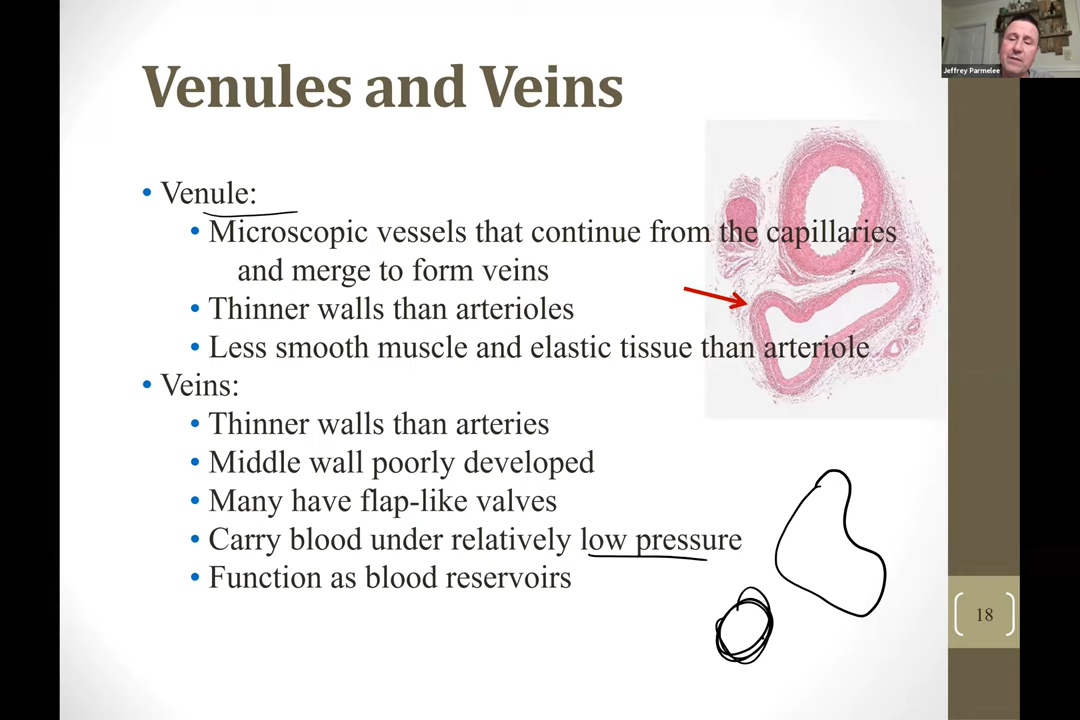 Jeffrey Parmelee
Venules and Veins
• Venule:
• Microscopic vessels that continue from the capillaries
and merge to form veins
• Thinner walls than arterioles
• Less smooth muscle and elastic tissue than arteriole
• Veins:
• Thinner walls than arteries
• Middle wall poorly developed
• Many have flap-like valves
• Carry blood under relatively low pressure
• Function as blood reservoirs
18